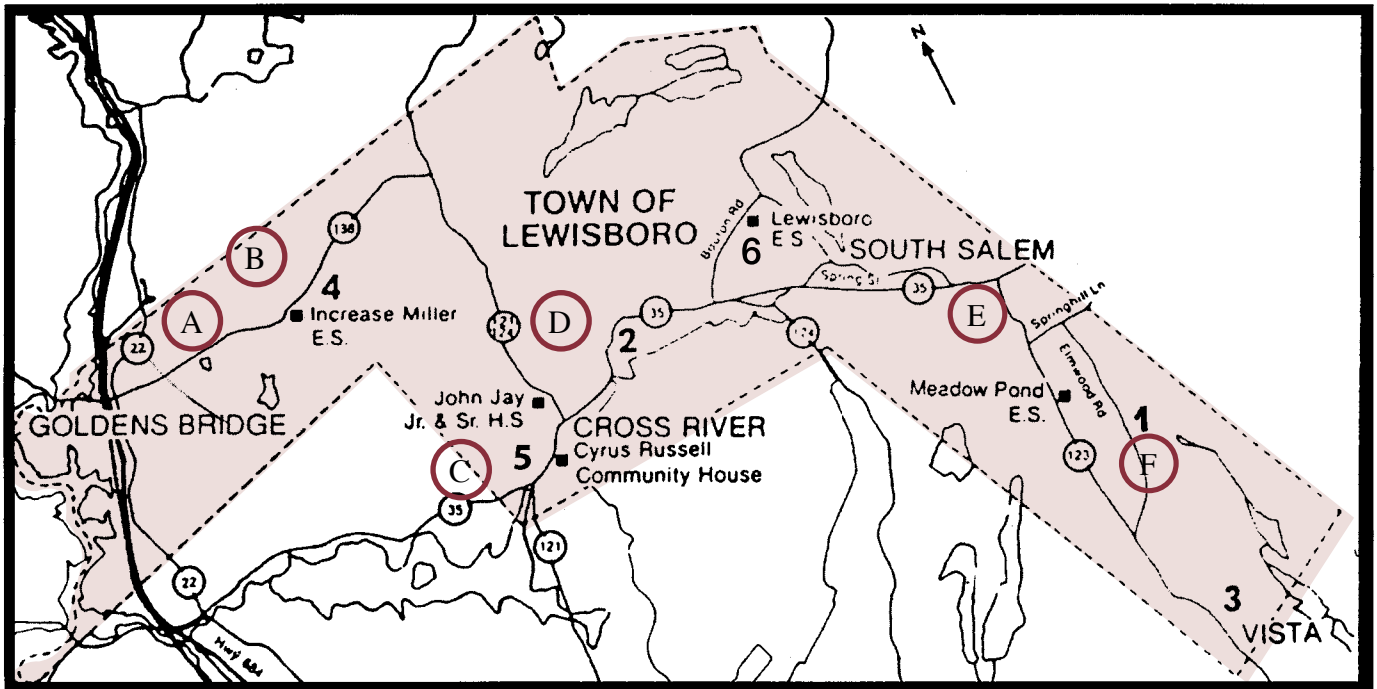 N
TOWN OF
LEWISBORO
B
138
A
4
Increase Miller
E.S.
22
121
124
D
35
2
6
Lewisboro
E S
SOUTH SALEM
Spring St
35
E
Springhill Ln
124
GOLDENS BRIDGE
John Jay
Jr. & Sr. H.S
CROSS RIVER
5
Cyrus Russell
Community House
C
35
121
22
Hwy 684
Meadow Pond
E.S.
Elmwood Rd
1
F
123
3
VISTA